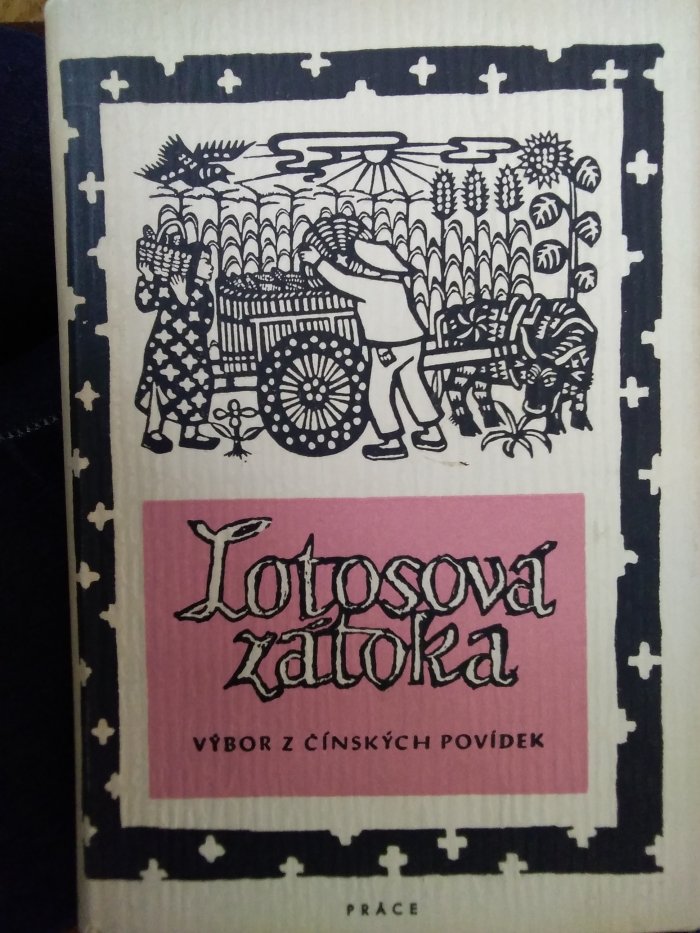 Lotosová
zátoka
VÝBOR Z ČÍNSKÝCH POVÍDEK
PRÁCE